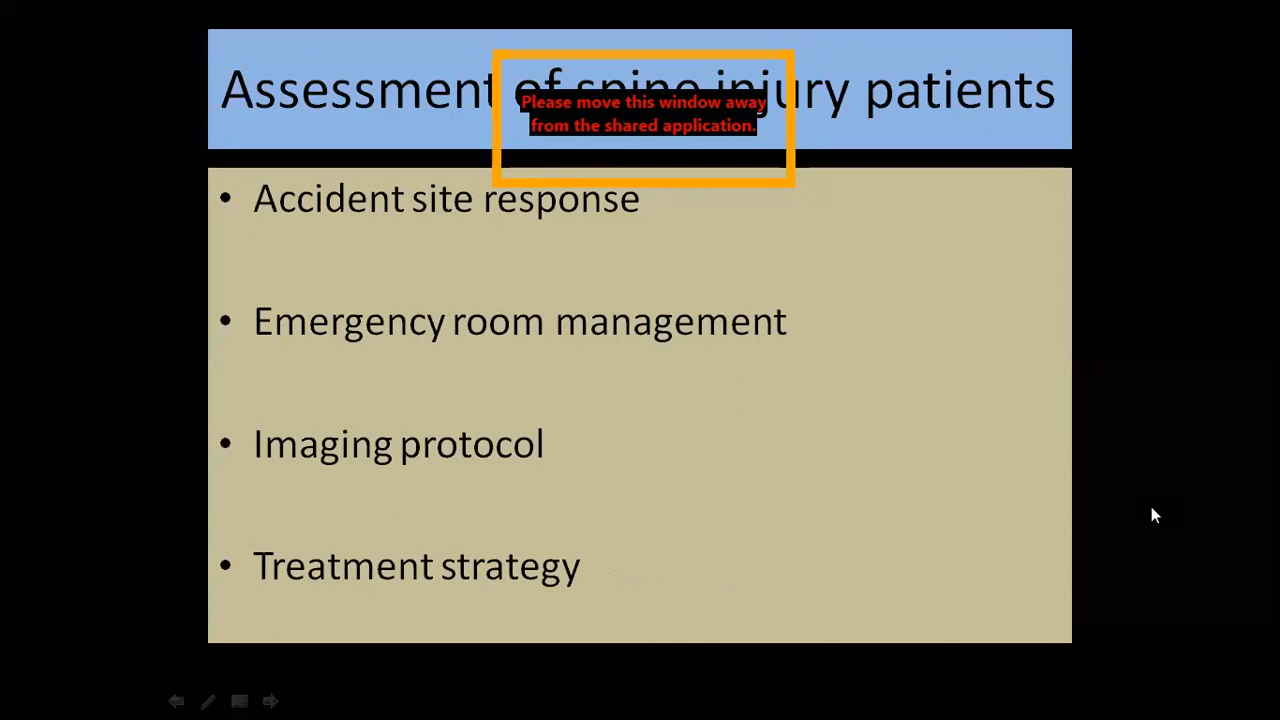 Assessment of spine injury patients
Please move this window away
from the shared application.
• Accident site response
• Emergency room management
• Imaging protocol
• Treatment strategy